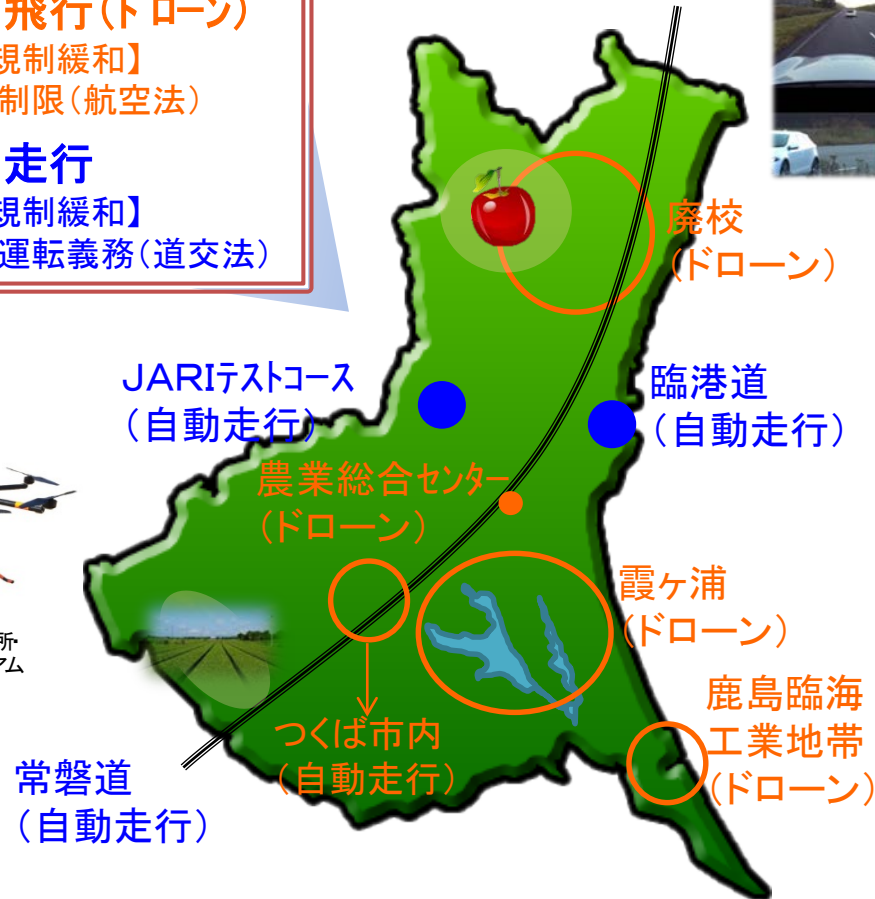 飛行(ドローン)
規制緩和】
制限(航空法)
走行
規制緩和】
運転義務(道交法)
廃校
(ドローン)
JARIテストコース
(自動走行)
臨港道
(自動走行)
農業総合センター
(ドローン)
霞ヶ浦
(ドローン)
所・
アム
鹿島臨海
工業地帯
(ドローン)
つくば市内
(自動走行)
常磐道
(自動走行)